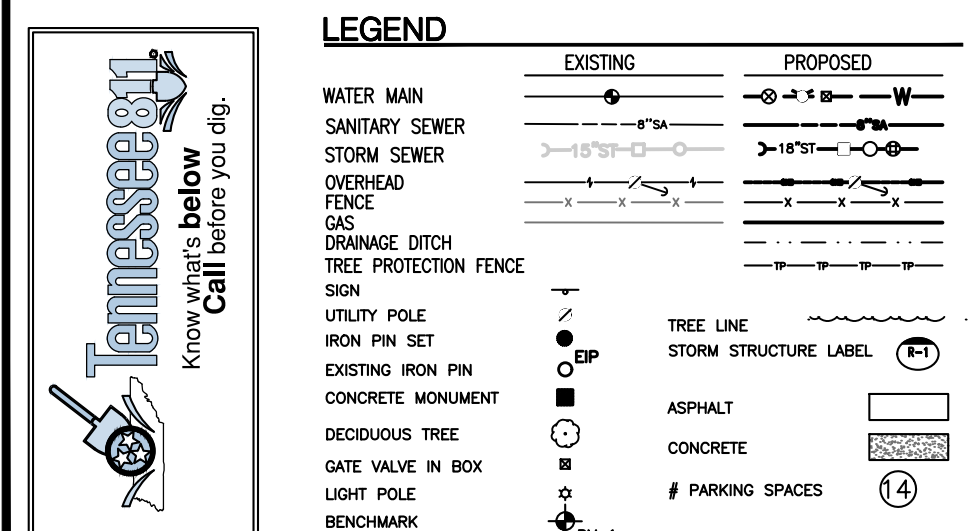 Tennessee811.
Know what's below
Call before you dig.
LEGEND
EXISTING PROPOSED
WATER MAIN W
SANITARY SEWER 8"SA 8"SA
STORM SEWER 15"ST 18"ST
OVERHEAD
FENCE X X X X X X
GAS
DRAINAGE DITCH
TREE PROTECTION FENCE TP TP TP TP
SIGN
UTILITY POLE
IRON PIN SET
EXISTING IRON PIN EIP
CONCRETE MONUMENT
DECIDUOUS TREE
GATE VALVE IN BOX
LIGHT POLE
BENCHMARK
TREE LINE
STORM STRUCTURE LABEL R-1
ASPHALT
CONCRETE
# PARKING SPACES 14